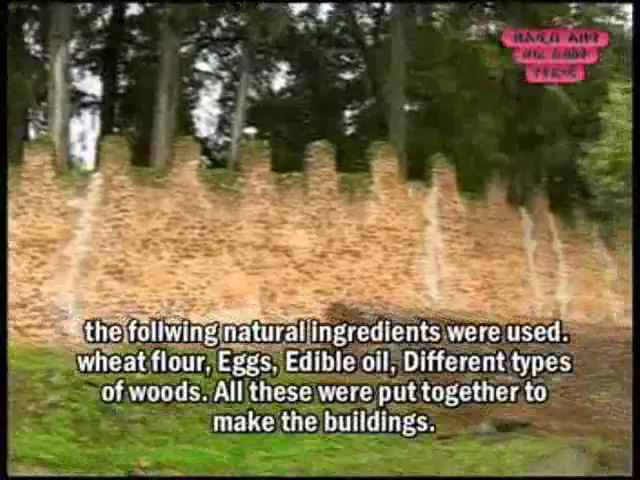 the follwing natural ingredients were used.
wheat flour, Eggs, Edible oil, Different types
of woods. All these were put together to
make the buildings.